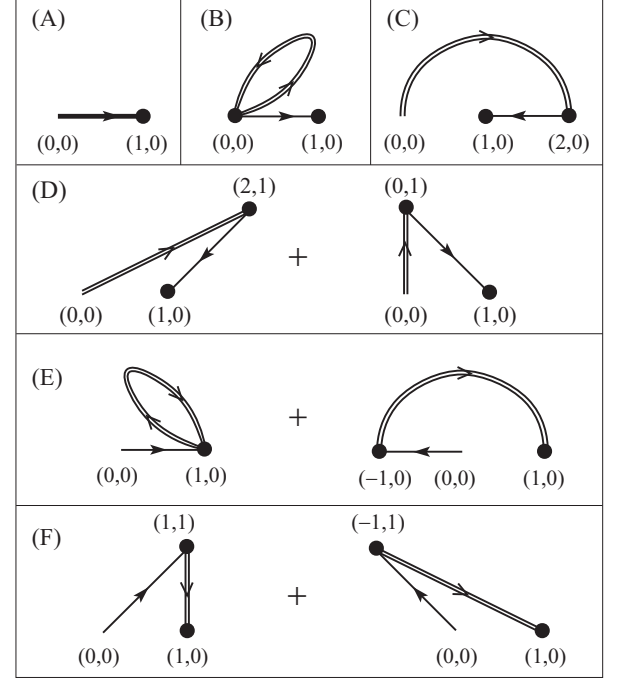 (A)
(0,0) (1,0)
(B)
(0,0) (1,0)
(C)
(0,0) (1,0) (2,0)
(D)
(2,1) (0,1)
+
(0,0) (1,0) (0,0) (1,0)
(E)
+
(0,0) (1,0) (−1,0) (0,0) (1,0)
(F)
(1,1) (−1,1)
+
(0,0) (1,0) (0,0) (1,0)